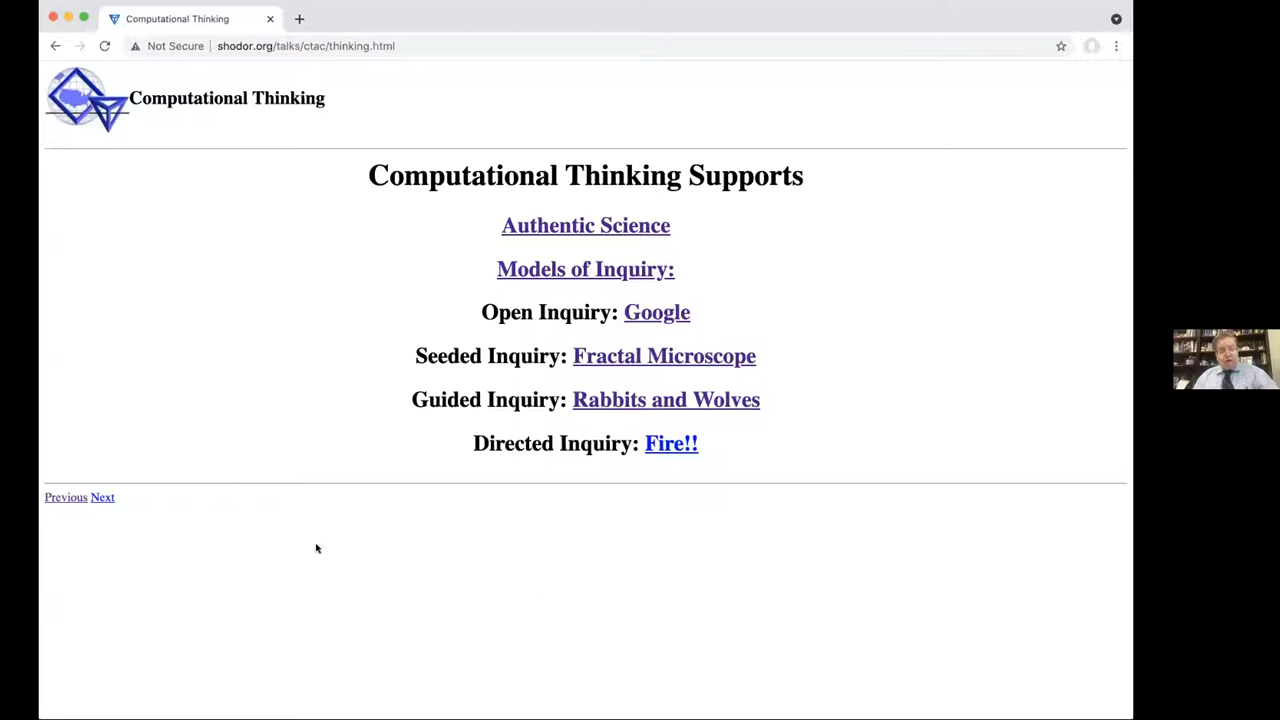 Computational Thinking
Not Secure shodor.org/talks/ctac/thinking.html
Computational Thinking
Computational Thinking Supports
Authentic Science
Models of Inquiry:
Open Inquiry: Google
Seeded Inquiry: Fractal Microscope
Guided Inquiry: Rabbits and Wolves
Directed Inquiry: Fire!!
Previous Next